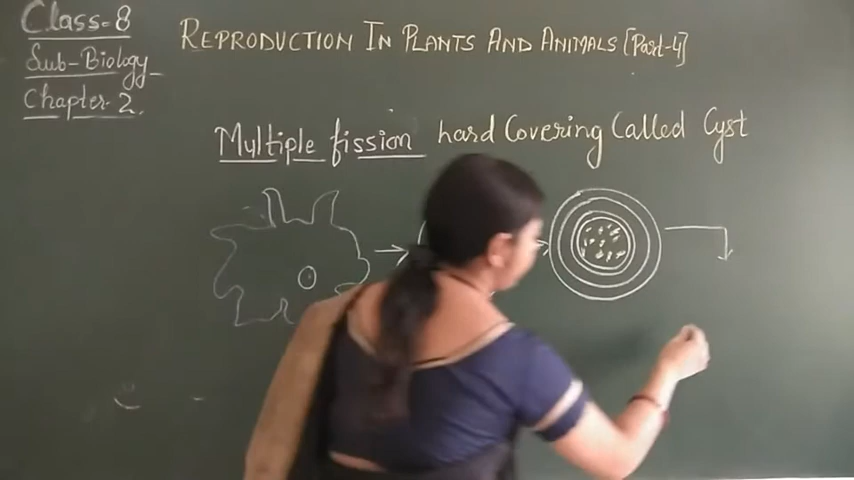 Class-8
Sub-Biology
Chapter-2.
REPRODUCTION IN PLANTS AND ANIMALS [Part-4]
Multiple fission hard Covering Called Cyst